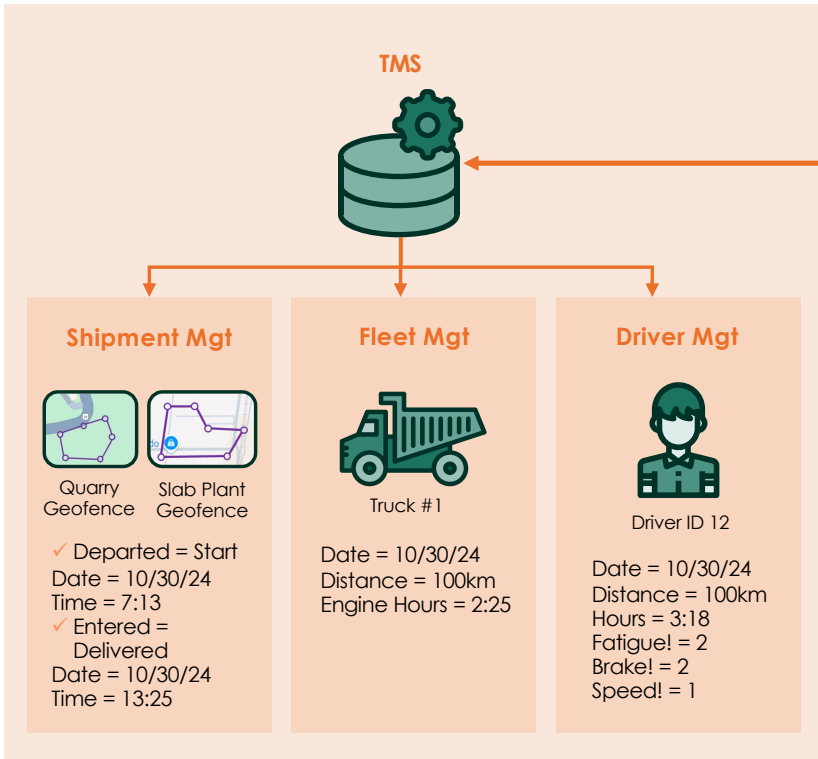 TMS
Shipment Mgt
Quarry
Geofence
Slab Plant
Geofence
✓ Departed = Start
Date = 10/30/24
Time = 7:13
✓ Entered =
Delivered
Date = 10/30/24
Time = 13:25
Fleet Mgt
Truck #1
Date = 10/30/24
Distance = 100km
Engine Hours = 2:25
Driver Mgt
Driver ID 12
Date = 10/30/24
Distance = 100km
Hours = 3:18
Fatigue! = 2
Brake! = 2
Speed! = 1